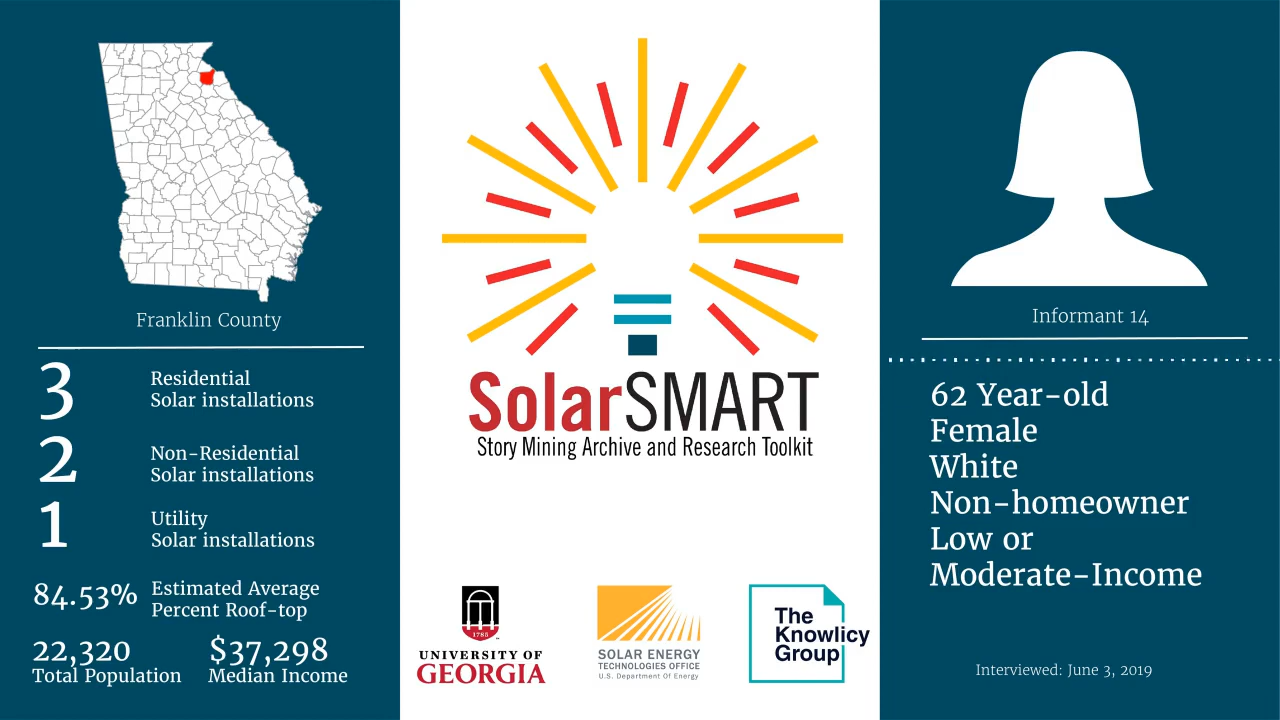 Franklin County
3
Residential
Solar installations
2
Non-Residential
Solar installations
1
Utility
Solar installations
84.53%
Estimated Average
Percent Roof-top
22,320
Total Population
$37,298
Median Income
SolarSMART
Story Mining Archive and Research Toolkit
1785
UNIVERSITY OF
GEORGIA
SOLAR ENERGY
TECHNOLOGIES OFFICE
U.S. Department Of Energy
The
Knowlicy
Group
Informant 14
62 Year-old
Female
White
Non-homeowner
Low or
Moderate-Income
Interviewed: June 3, 2019